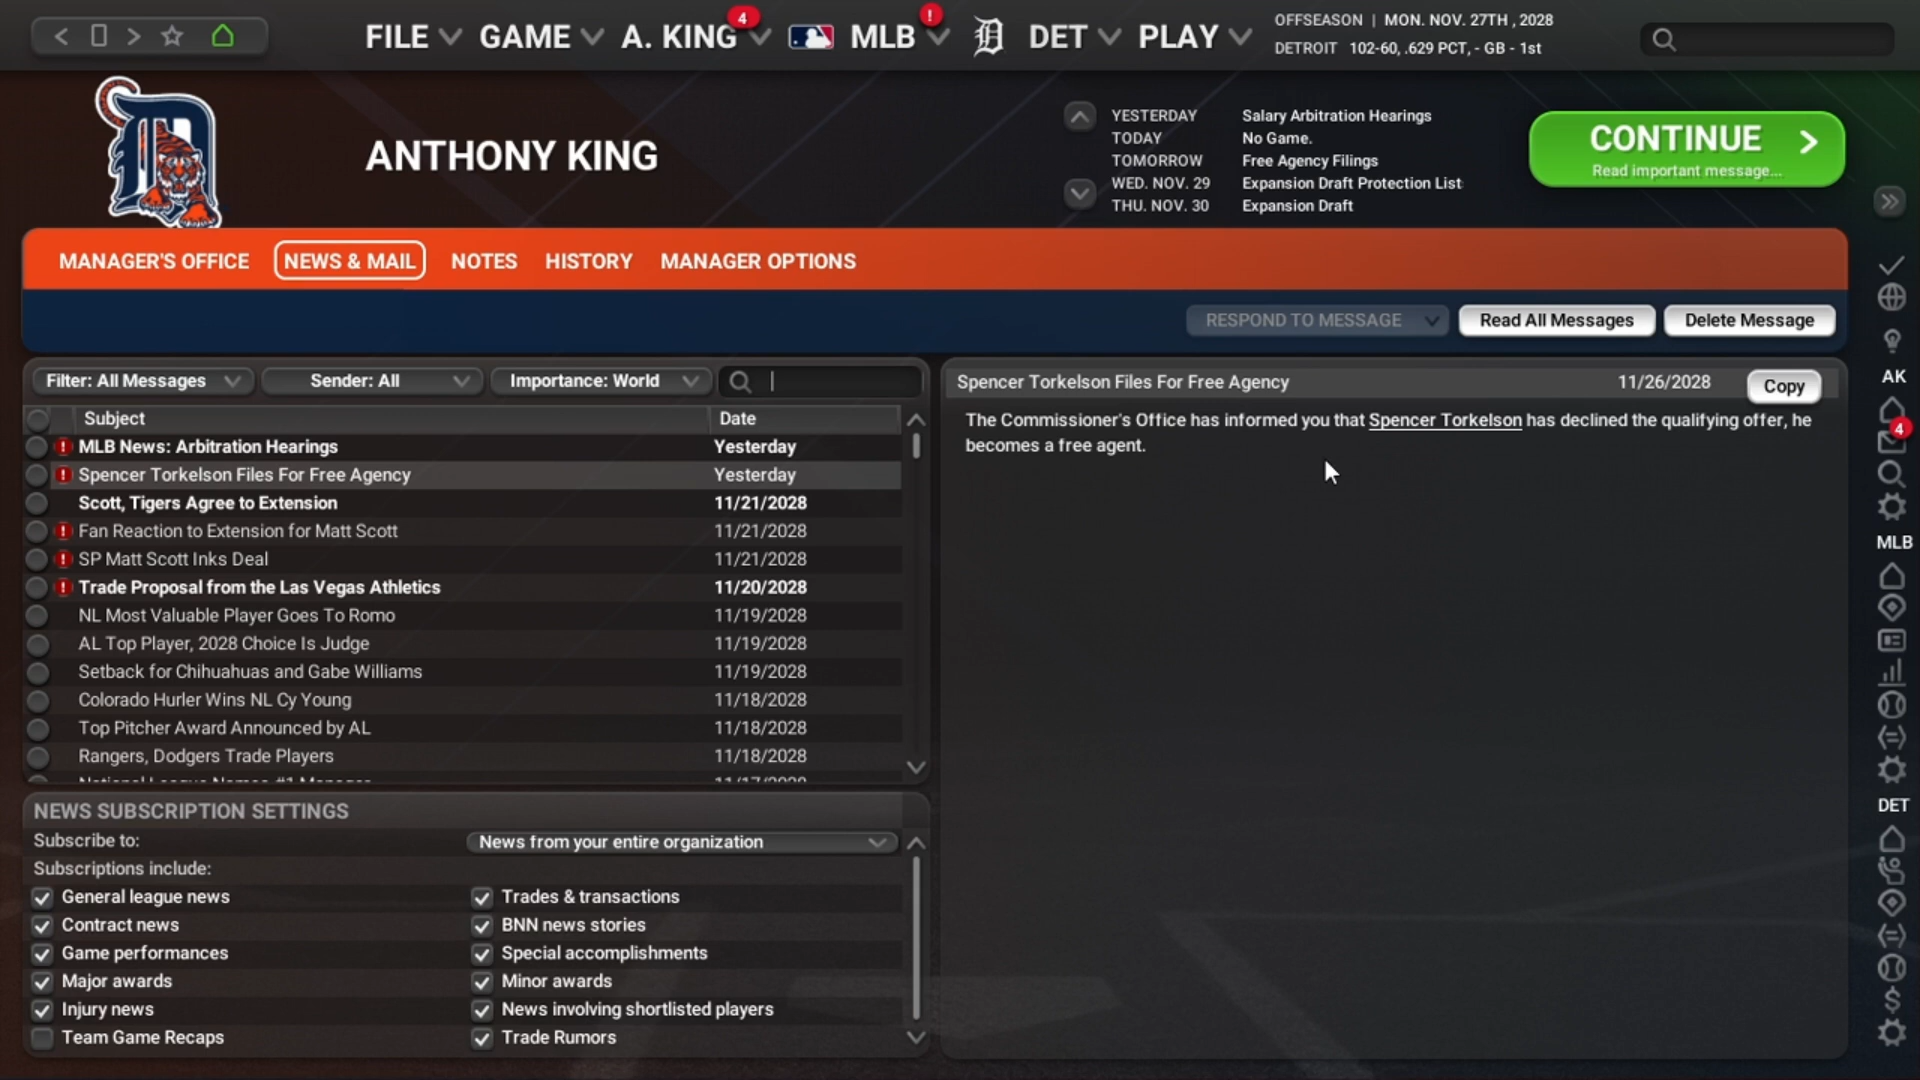 FILE GAME A. KING 4 MLB ! DET PLAY
OFFSEASON | MON. NOV. 27TH , 2028
DETROIT 102-60, .629 PCT, - GB - 1st
ANTHONY KING
YESTERDAY Salary Arbitration Hearings
TODAY No Game.
TOMORROW Free Agency Filings
WED. NOV. 29 Expansion Draft Protection List
THU. NOV. 30 Expansion Draft
CONTINUE
Read important message...
MANAGER'S OFFICE NEWS & MAIL NOTES HISTORY MANAGER OPTIONS
RESPOND TO MESSAGE Read All Messages Delete Message
Filter: All Messages Sender: All Importance: World
Subject Date
! MLB News: Arbitration Hearings Yesterday
! Spencer Torkelson Files For Free Agency Yesterday
Scott, Tigers Agree to Extension 11/21/2028
! Fan Reaction to Extension for Matt Scott 11/21/2028
! SP Matt Scott Inks Deal 11/21/2028
! Trade Proposal from the Las Vegas Athletics 11/20/2028
NL Most Valuable Player Goes To Romo 11/19/2028
AL Top Player, 2028 Choice Is Judge 11/19/2028
Setback for Chihuahuas and Gabe Williams 11/19/2028
Colorado Hurler Wins NL Cy Young 11/18/2028
Top Pitcher Award Announced by AL 11/18/2028
Rangers, Dodgers Trade Players 11/18/2028
National League Names #1 Manager 11/17/2028
Spencer Torkelson Files For Free Agency 11/26/2028 Copy
The Commissioner's Office has informed you that Spencer Torkelson has declined the qualifying offer, he
becomes a free agent.
NEWS SUBSCRIPTION SETTINGS
Subscribe to: News from your entire organization
Subscriptions include:
General league news Trades & transactions
Contract news BNN news stories
Game performances Special accomplishments
Major awards Minor awards
Injury news News involving shortlisted players
Team Game Recaps Trade Rumors
AK
4
MLB
DET